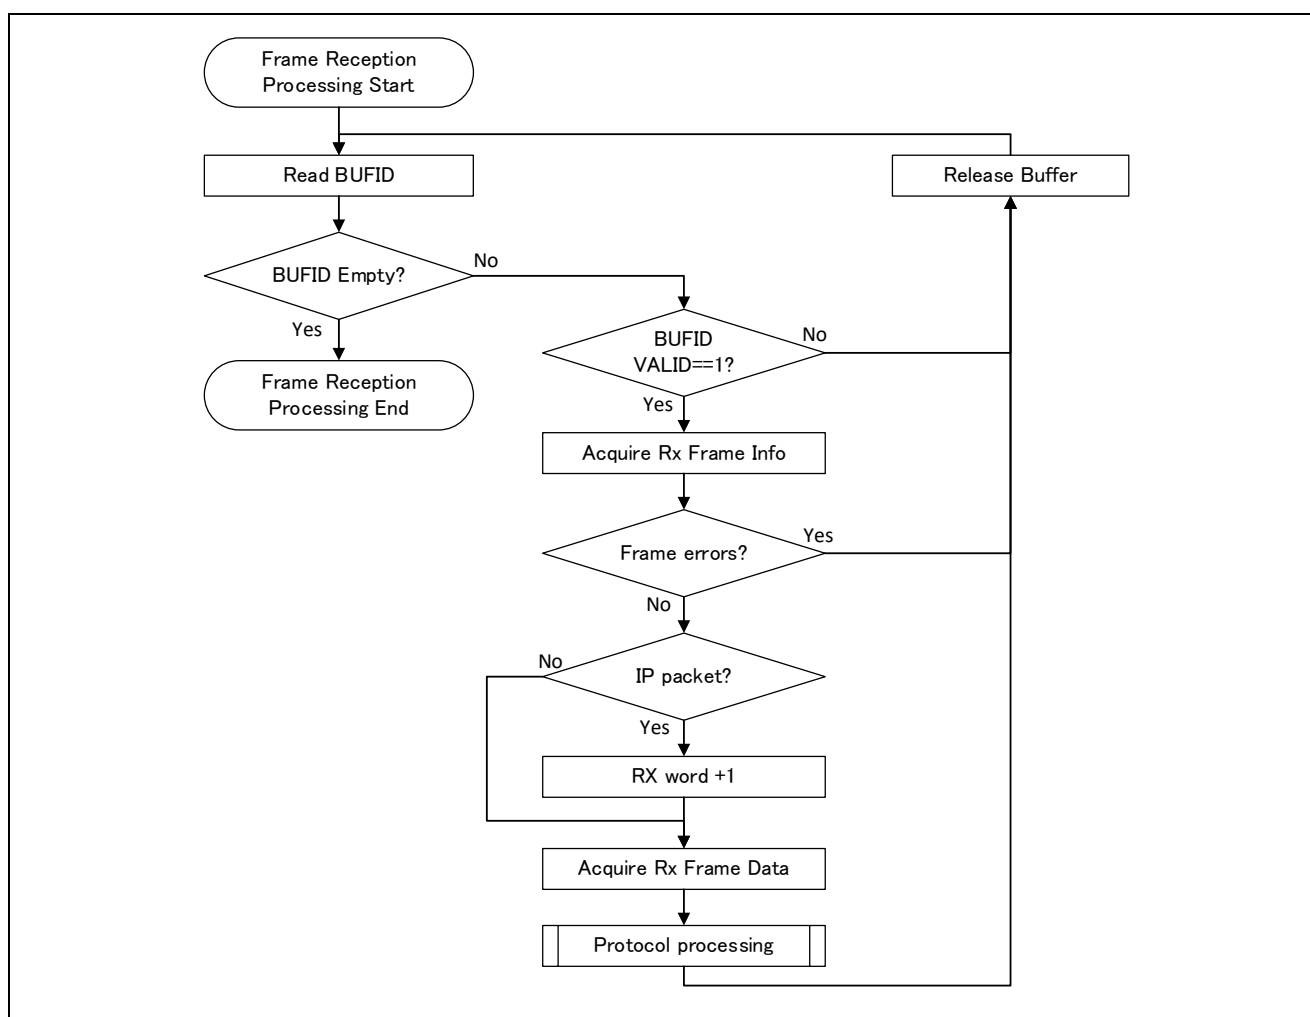 Frame Reception
Processing Start
Read BUFID
Release Buffer
BUFID Empty?
No
Yes
Frame Reception
Processing End
BUFID
VALID==1?
No
Yes
Acquire Rx Frame Info
Frame errors?
Yes
No
IP packet?
No
Yes
RX word +1
Acquire Rx Frame Data
Protocol processing